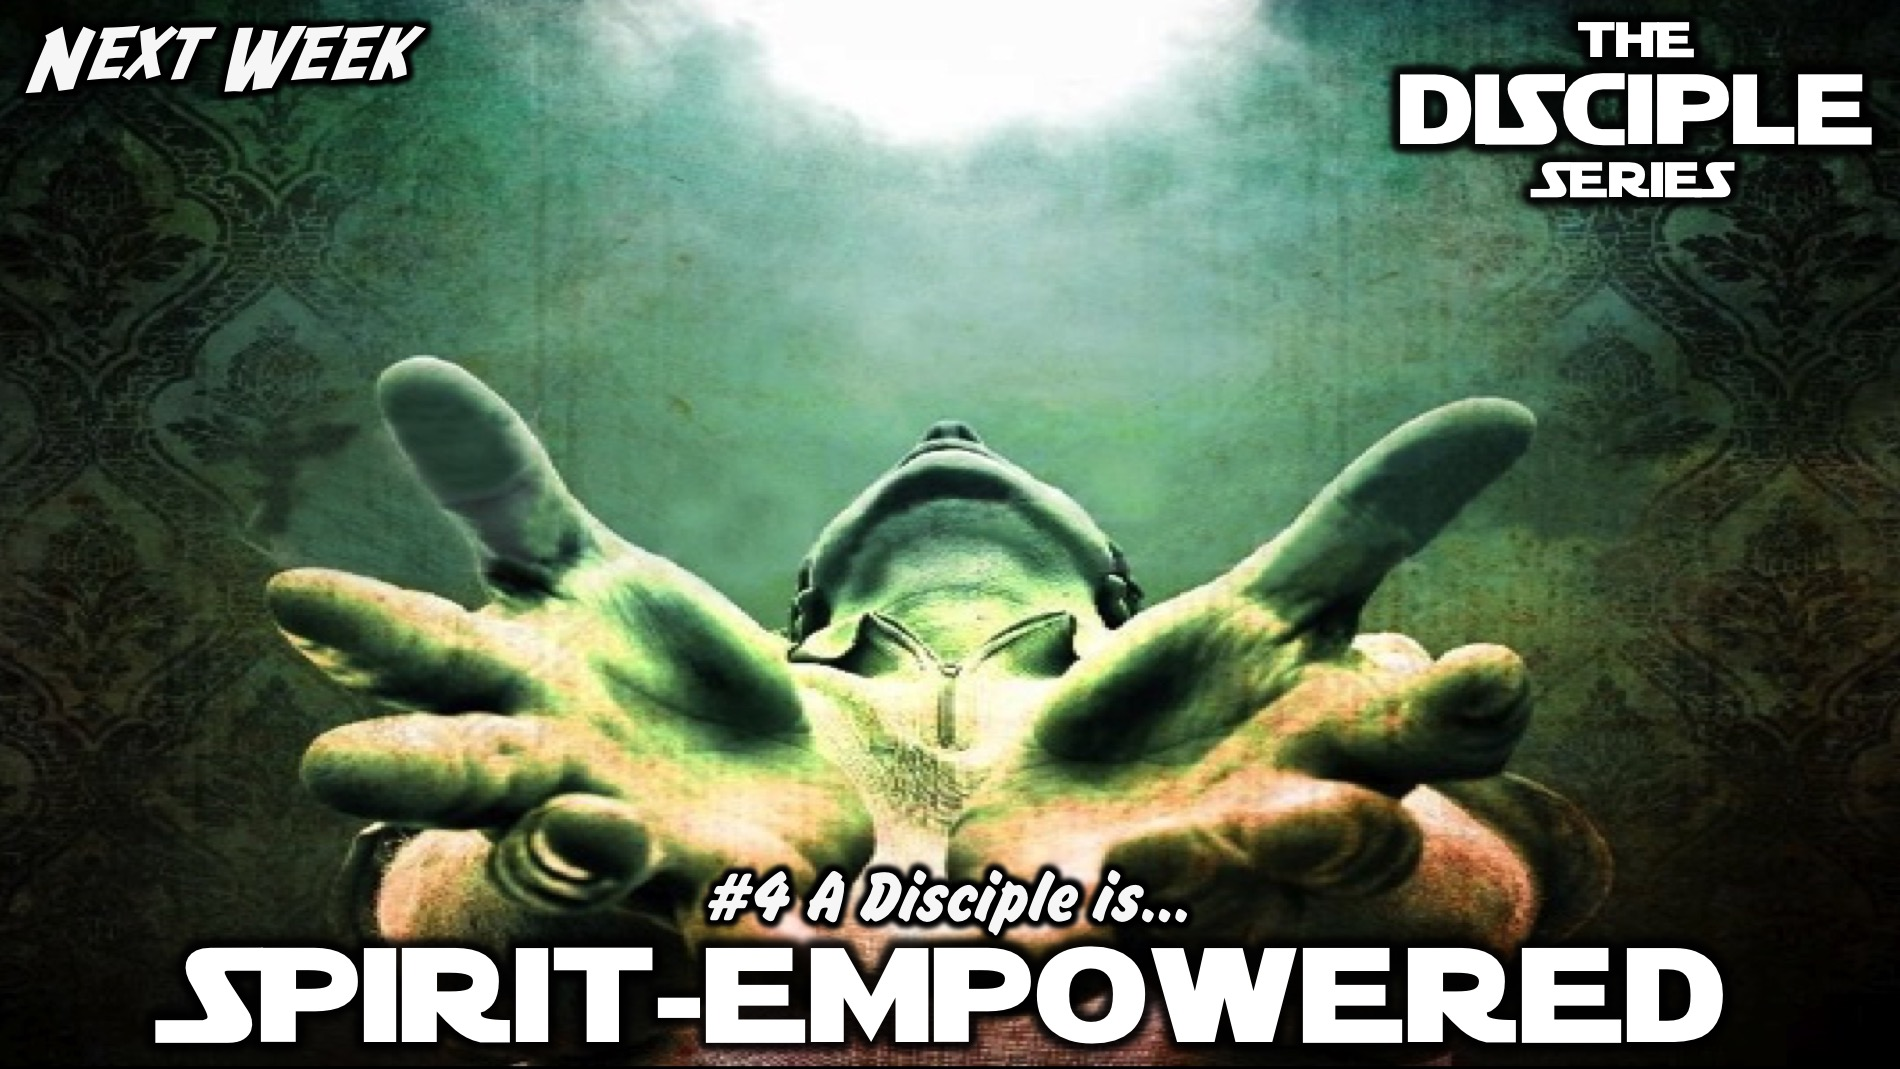 NEXT WEEK
THE
DISCIPLE
SERIES
#4 A Disciple is...
SPIRIT-EMPOWERED